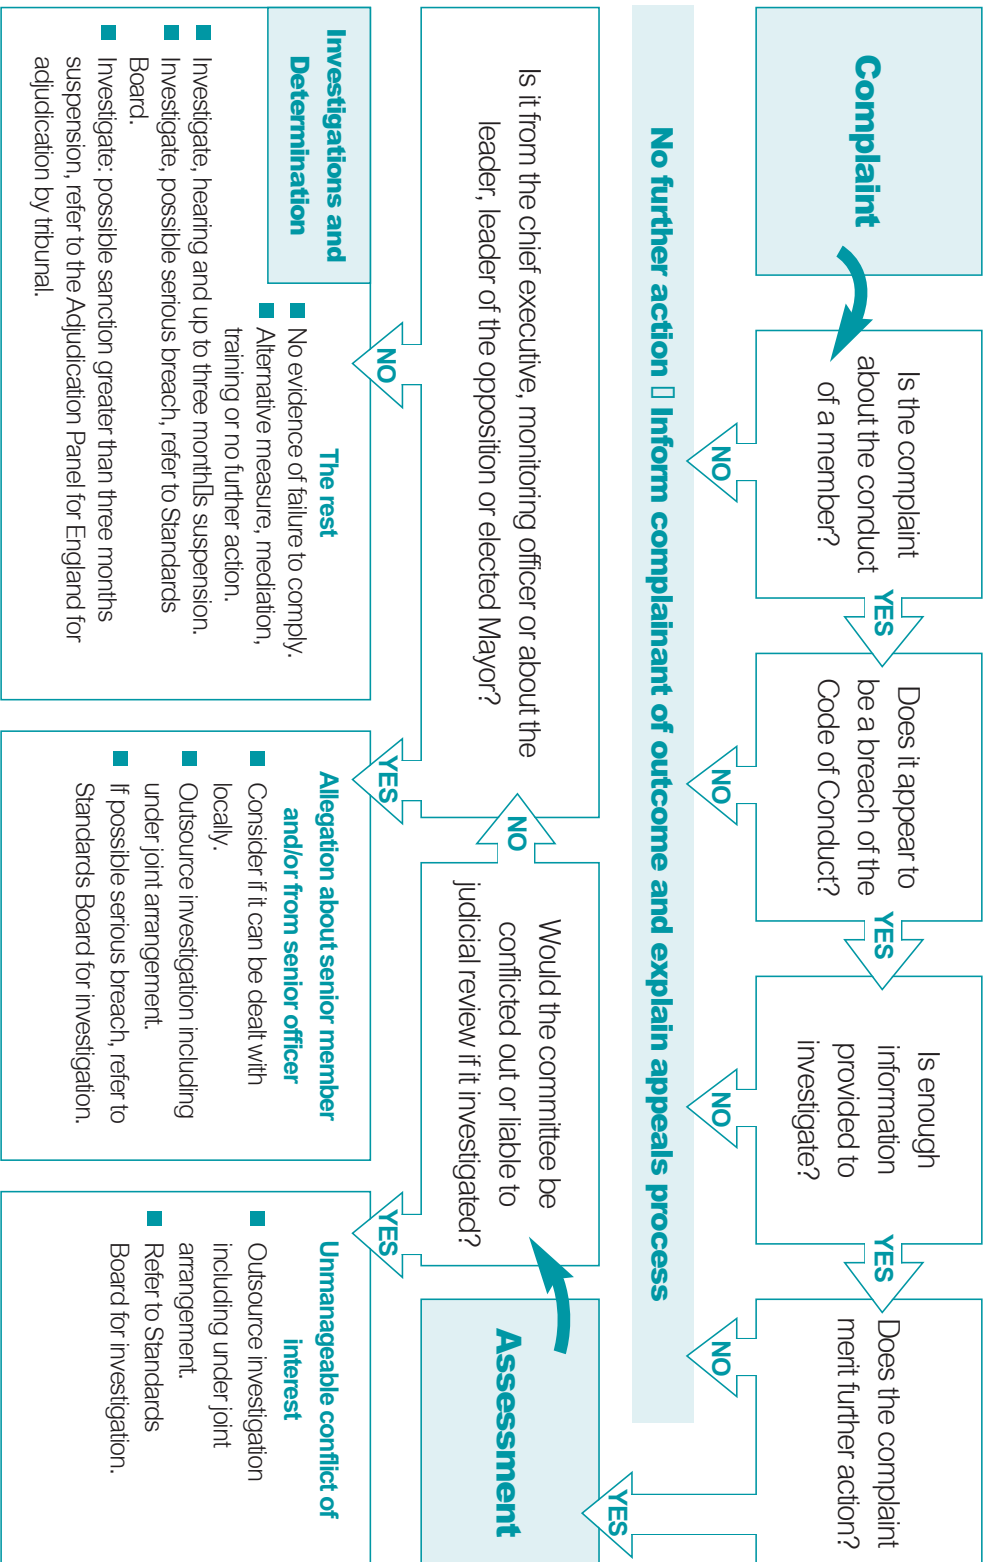 Complaint
Is the complaint
about the conduct
of a member?
YES
Does it appear to
be a breach of the
Code of Conduct?
YES
Is enough
information
provided to
investigate?
YES
Does the complaint
merit further action?
NO
NO
NO
NO
YES
No further action ▯ Inform complainant of outcome and explain appeals process
Assessment
Would the committee be
conflicted out or liable to
judicial review if it investigated?
NO
YES
Is it from the chief executive, monitoring officer or about the
leader, leader of the opposition or elected Mayor?
NO
YES
Investigations and
Determination
The rest
■ No evidence of failure to comply.
■ Alternative measure, mediation,
training or no further action.
■ Investigate, hearing and up to three month▯s suspension.
■ Investigate, possible serious breach, refer to Standards
Board.
■ Investigate: possible sanction greater than three months
suspension, refer to the Adjudication Panel for England for
adjudication by tribunal.
Allegation about senior member
and/or from senior officer
■ Consider if it can be dealt with
locally.
■ Outsource investigation including
under joint arrangement.
■ If possible serious breach, refer to
Standards Board for investigation.
Unmanageable conflict of
interest
■ Outsource investigation
including under joint
arrangement.
■ Refer to Standards
Board for investigation.